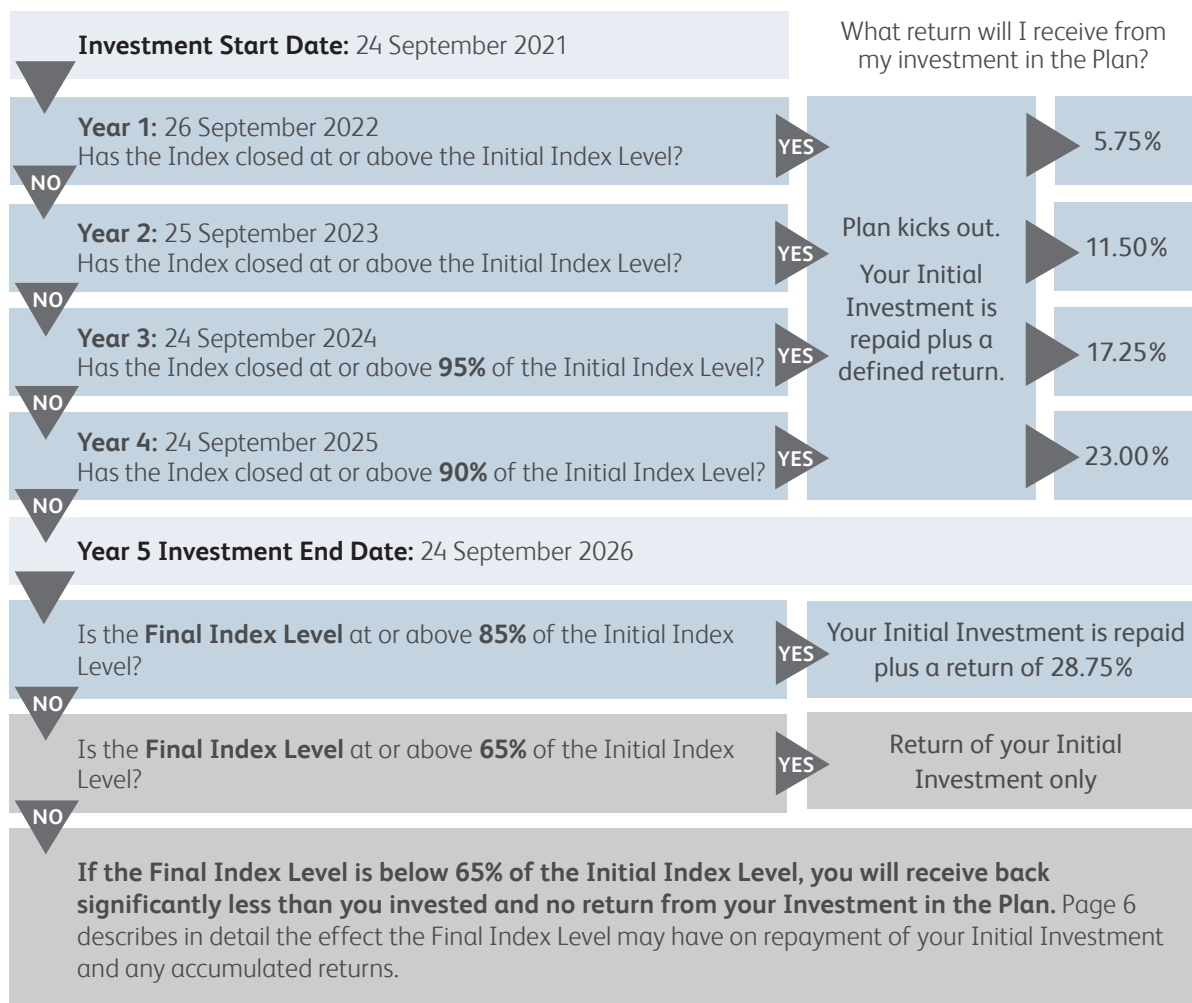 Investment Start Date: 24 September 2021
What return will I receive from
my investment in the Plan?
Year 1: 26 September 2022
Has the Index closed at or above the Initial Index Level?
YES
5.75%
NO
Year 2: 25 September 2023
Has the Index closed at or above the Initial Index Level?
YES
11.50%
NO
Year 3: 24 September 2024
Has the Index closed at or above 95% of the Initial Index Level?
YES
17.25%
NO
Year 4: 24 September 2025
Has the Index closed at or above 90% of the Initial Index Level?
YES
23.00%
Plan kicks out.
Your Initial
Investment is
repaid plus a
defined return.
NO
Year 5 Investment End Date: 24 September 2026
Is the Final Index Level at or above 85% of the Initial Index
Level?
YES
Your Initial Investment is repaid
plus a return of 28.75%
NO
Is the Final Index Level at or above 65% of the Initial Index
Level?
YES
Return of your Initial
Investment only
NO
If the Final Index Level is below 65% of the Initial Index Level, you will receive back
significantly less than you invested and no return from your Investment in the Plan. Page 6
describes in detail the effect the Final Index Level may have on repayment of your Initial Investment
and any accumulated returns.